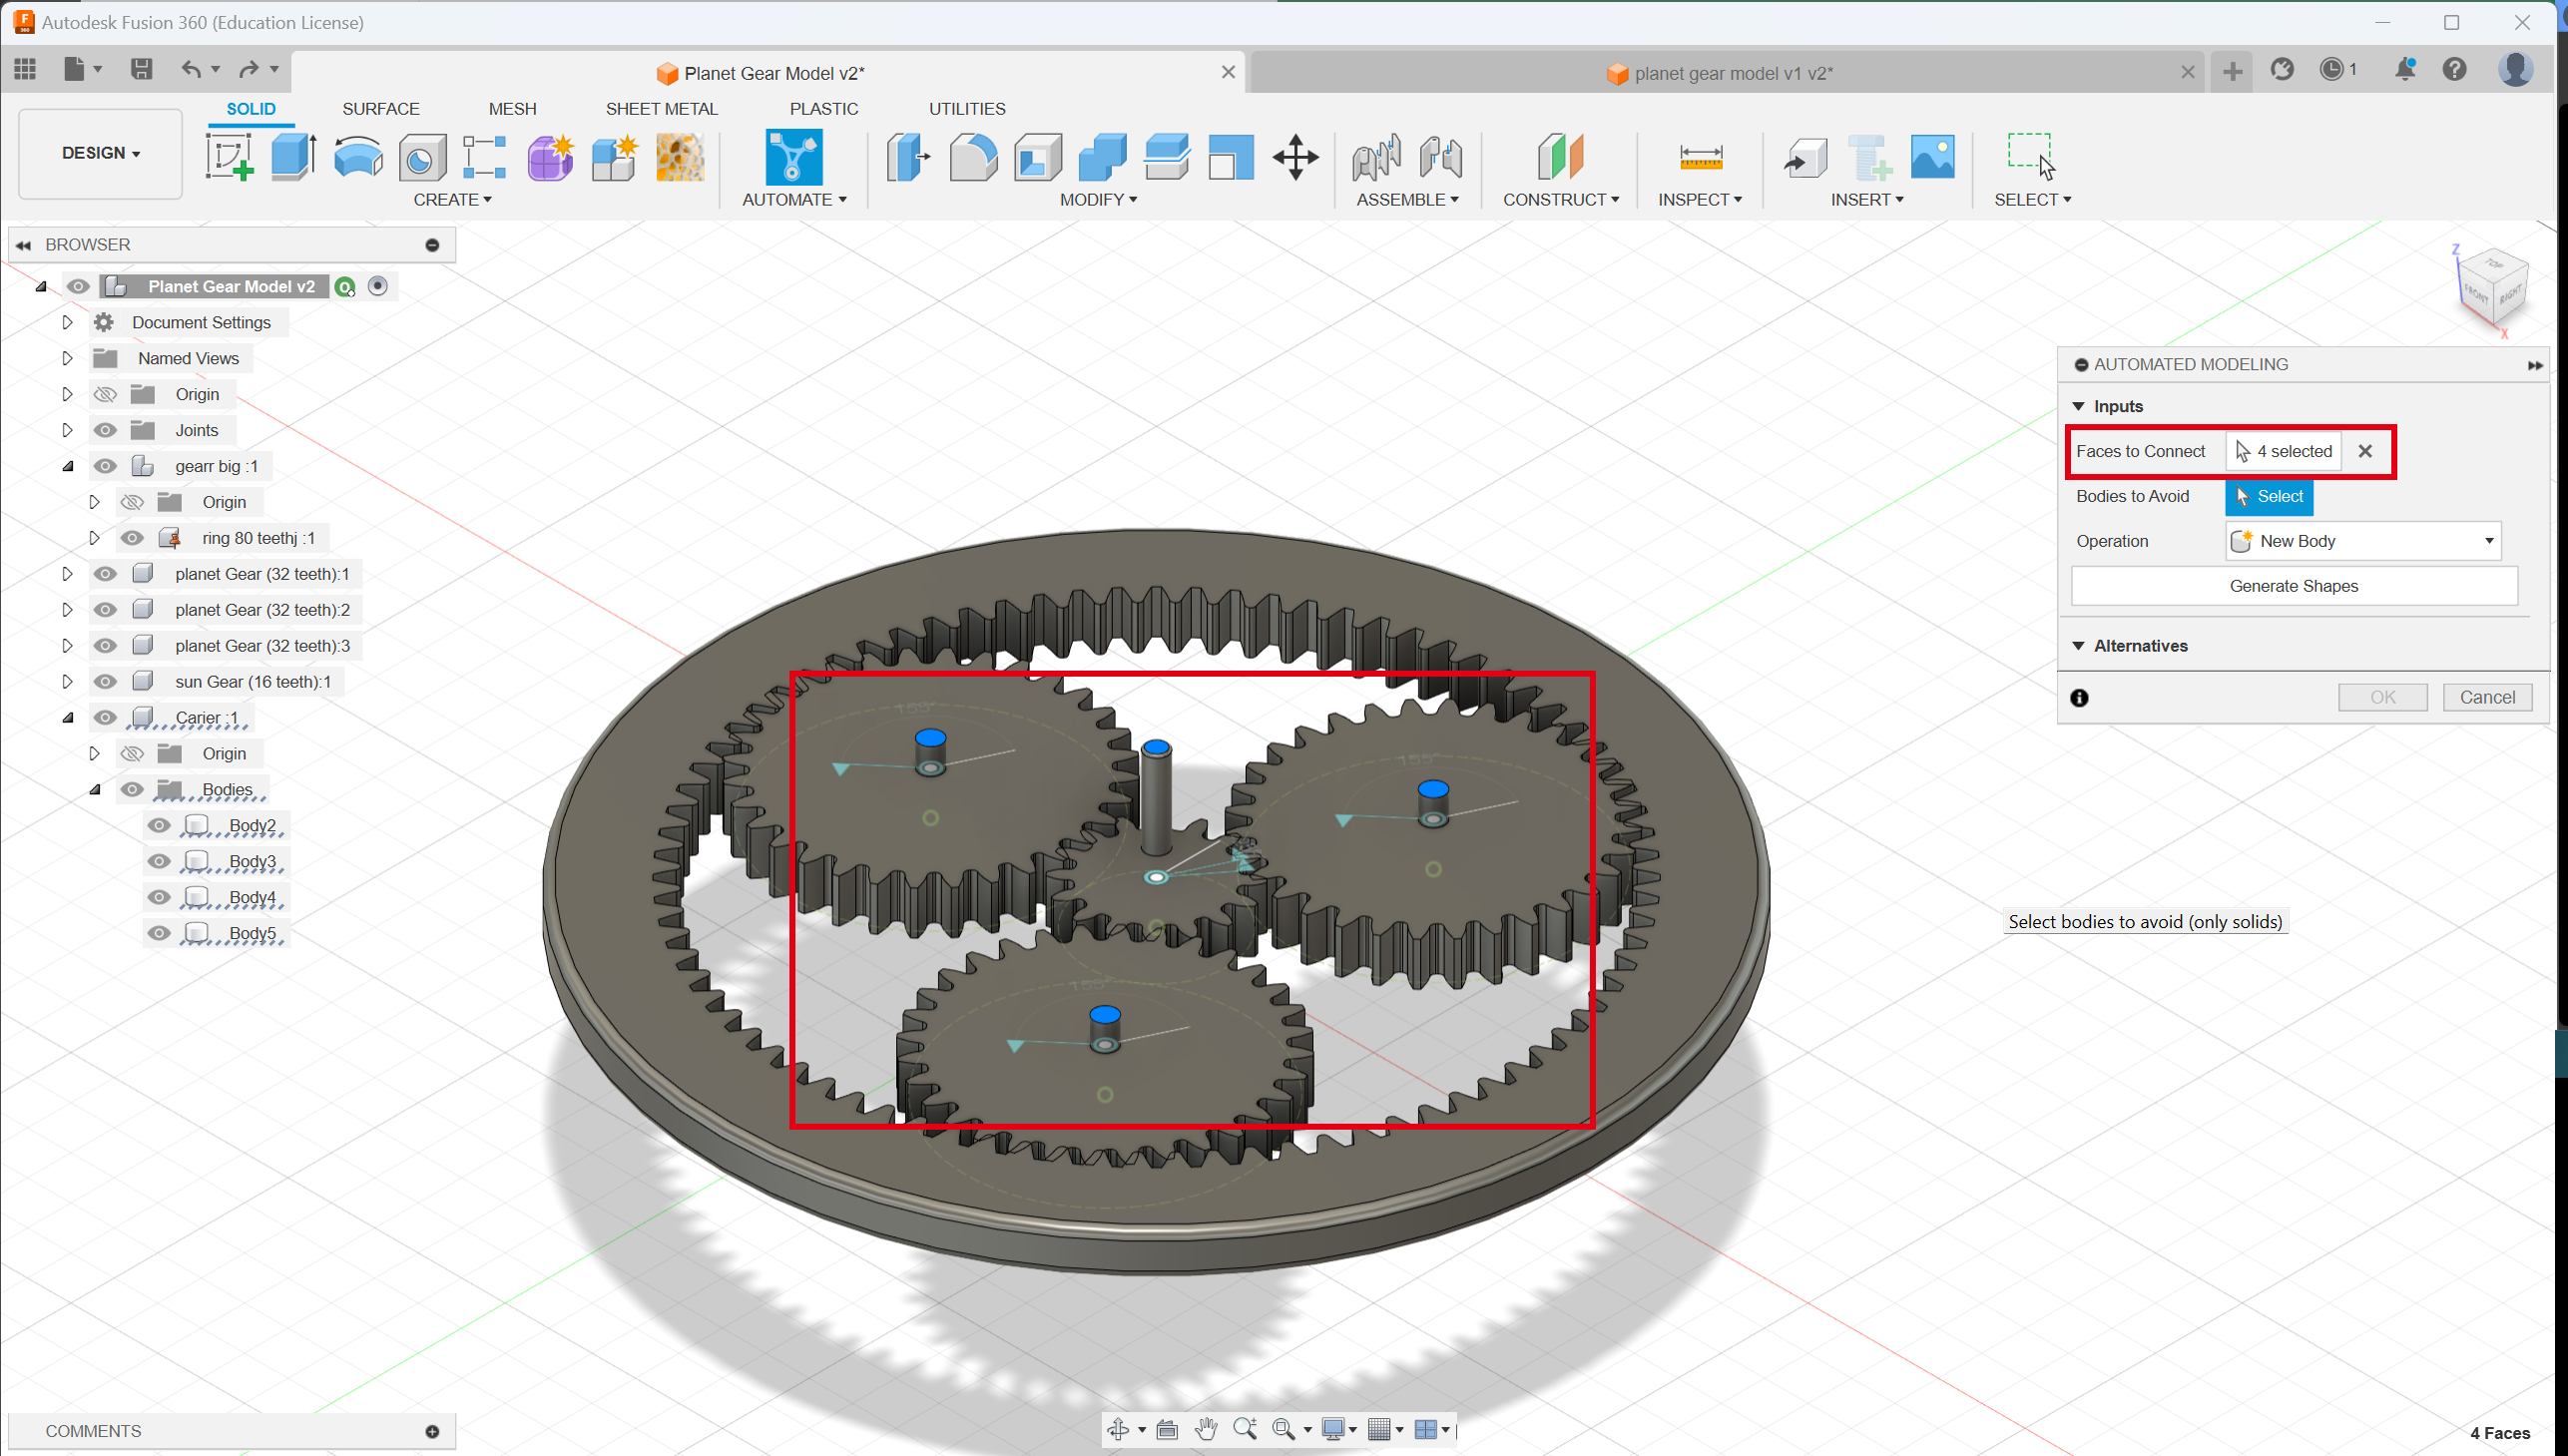 Autodesk Fusion 360 (Education License)
Planet Gear Model v2*
planet gear model v1 v2*
1
SOLID
SURFACE
MESH
SHEET METAL
PLASTIC
UTILITIES
DESIGN
CREATE
AUTOMATE
MODIFY
ASSEMBLE
CONSTRUCT
INSPECT
INSERT
SELECT
BROWSER
Planet Gear Model v2
Document Settings
Named Views
Origin
Joints
gearr big :1
Origin
ring 80 teethj :1
planet Gear (32 teeth):1
planet Gear (32 teeth):2
planet Gear (32 teeth):3
sun Gear (16 teeth):1
Carier :1
Origin
Bodies
Body2
Body3
Body4
Body5
Z
TOP
FRONT
RIGHT
X
AUTOMATED MODELING
Inputs
Faces to Connect 4 selected
Bodies to Avoid Select
Operation New Body
Generate Shapes
Alternatives
OK Cancel
Select bodies to avoid (only solids)
COMMENTS
4 Faces